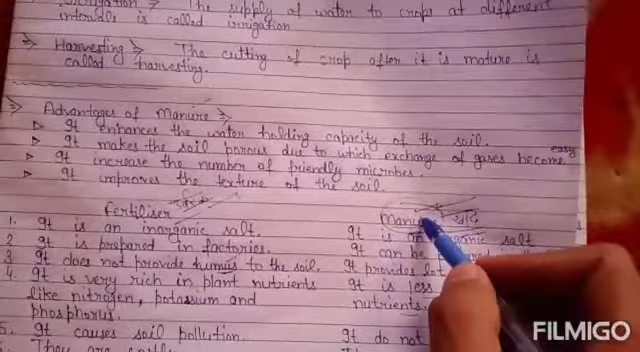 Irrigation => The supply of water to crops at different
intervals is called irrigation
=> Harvesting => The cutting of crop after it is mature is
called harvesting.
=> Advantages of Manure =>
▷ It enhances the water holding capacity of the soil.
▷ It makes the soil porous due to which exchange of gases become easy
▷ It increase the number of friendly microbes.
▷ It improves the texture of the soil.
Fertiliser
1. It is an inorganic salt.
2 It is prepared in factories.
3 It does not provide humus to the soil.
4. It is very rich in plant nutrients
like nitrogen, potassium and
phosphorus.
5. It causes soil pollution.
They are
Manure खाद
It is an organic salt
It can be
It provides lot
It is less
nutrients.
It do not
FILMIGO